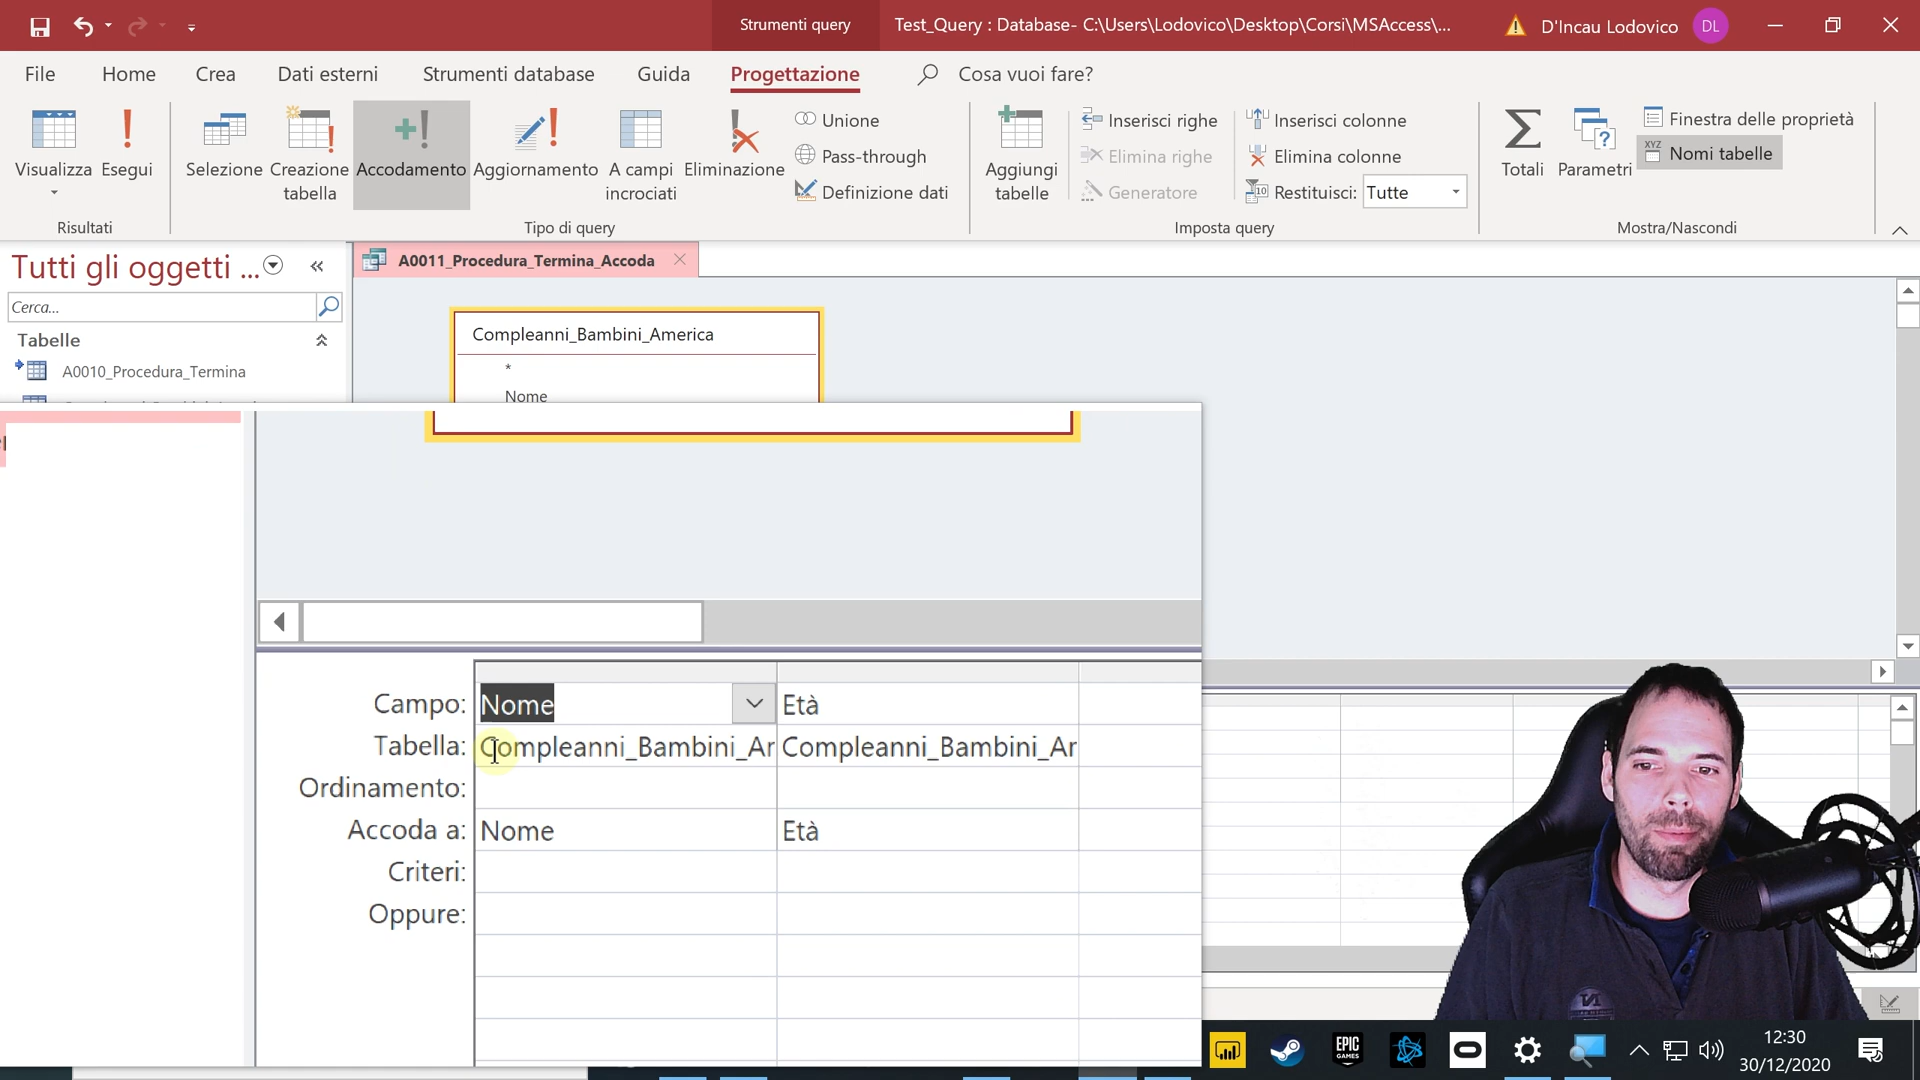 Strumenti query
Test_Query : Database- C:\Users\Lodovico\Desktop\Corsi\MSAccess\...
D'Incau Lodovico
DL
File
Home
Crea
Dati esterni
Strumenti database
Guida
Progettazione
Cosa vuoi fare?
Visualizza
Esegui
Selezione
Creazione
tabella
Accodamento
Aggiornamento
A campi
incrociati
Eliminazione
Unione
Pass-through
Definizione dati
Aggiungi
tabelle
Inserisci righe
Elimina righe
Generatore
Inserisci colonne
Elimina colonne
Restituisci: Tutte
Totali
Parametri
Finestra delle proprietà
XYZ
Nomi tabelle
Risultati
Tipo di query
Imposta query
Mostra/Nascondi
Tutti gli oggetti ...
A0011_Procedura_Termina_Accoda
Cerca...
Tabelle
A0010_Procedura_Termina
Compleanni_Bambini_America
*
Nome
Campo: Nome Età
Tabella: Compleanni_Bambini_Ar Compleanni_Bambini_Ar
Ordinamento:
Accoda a: Nome Età
Criteri:
Oppure:
EPIC
GAMES
12:30
30/12/2020